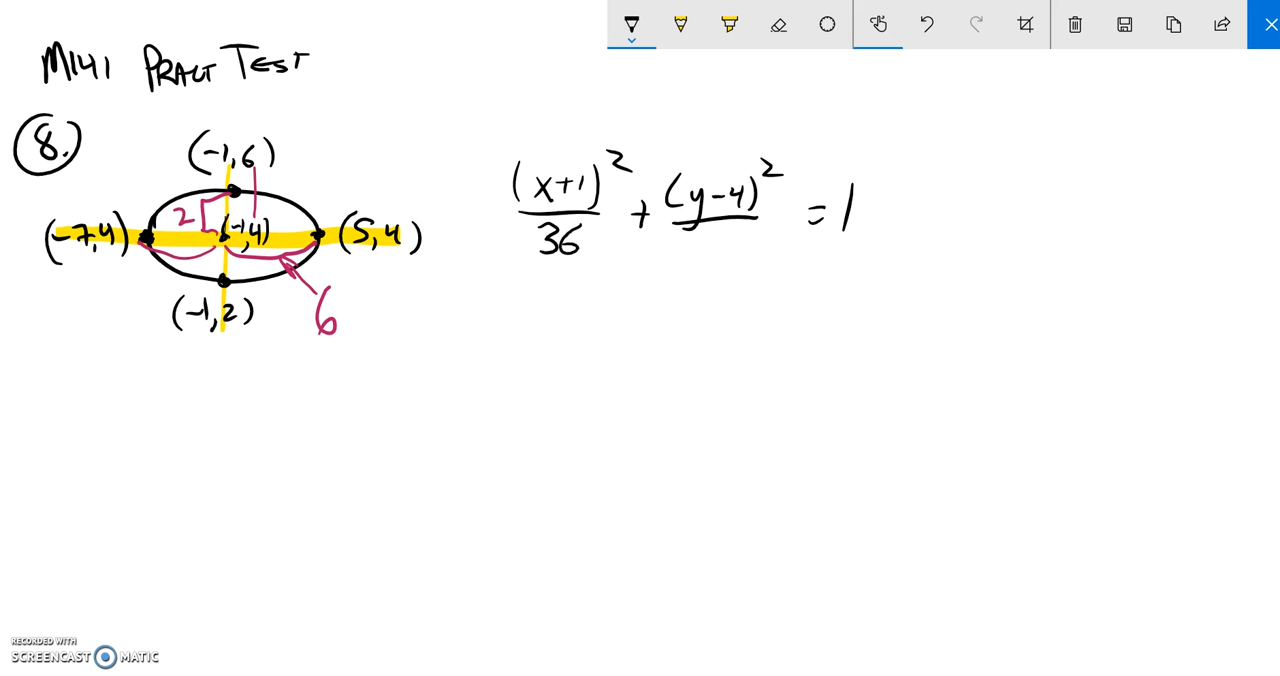 M141 PRACT TEST
8.
(-1,6)
2
(-7,4) (-1,4) (5,4)
(-1,2)
6
(x+1)²/36 + (y-4)²/ = 1
RECORDED WITH
SCREENCAST MATIC